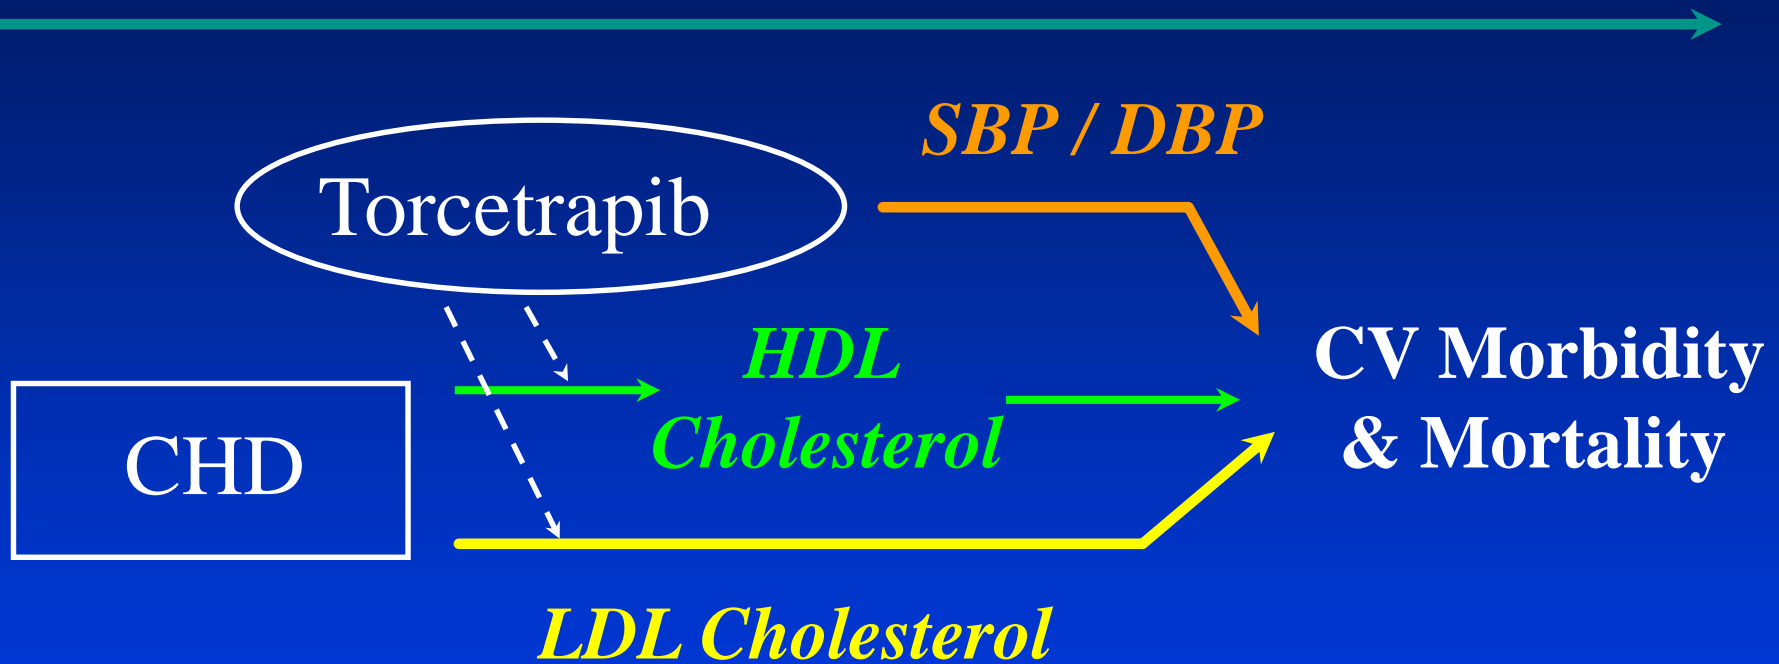 SBP / DBP
Torcetrapib
HDL
Cholesterol
CV Morbidity
& Mortality
CHD
LDL Cholesterol